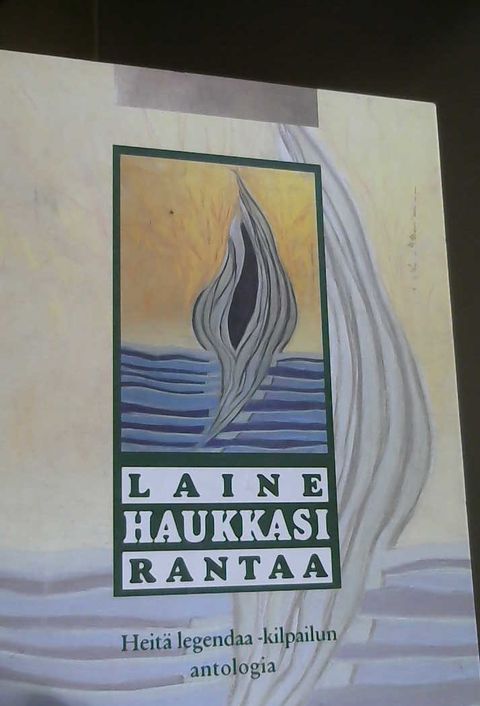 LAINE
HAUKKASI
RANTAA
Heitä legendaa -kilpailun
antologia